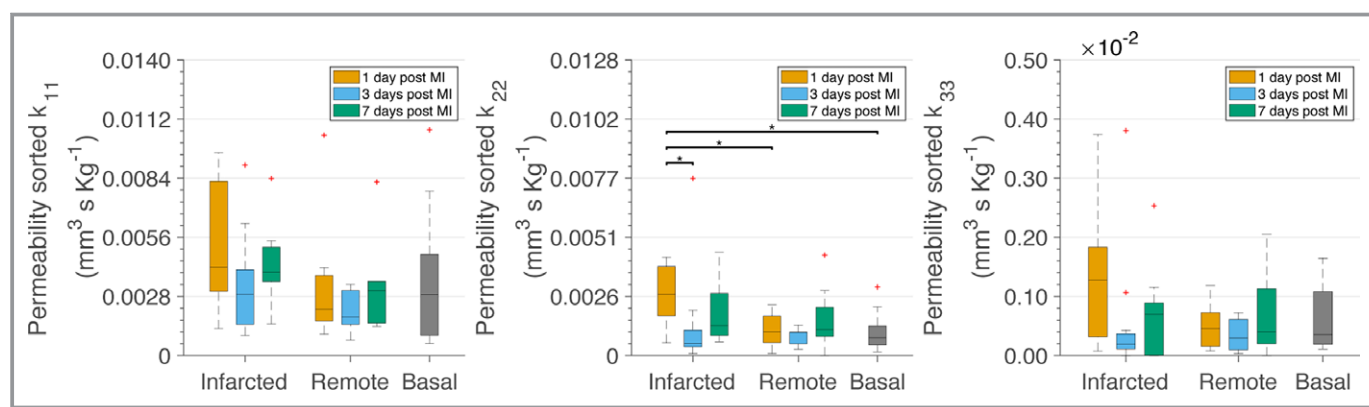 Permeability sorted k11
(mm³ s Kg⁻¹)
0.0140
0.0112
0.0084
0.0056
0.0028
0
1 day post MI
3 days post MI
7 days post MI
Infarcted Remote Basal
Permeability sorted k22
(mm³ s Kg⁻¹)
0.0128
0.0102
0.0077
0.0051
0.0026
0
1 day post MI
3 days post MI
7 days post MI
*
*
*
Infarcted Remote Basal
Permeability sorted k33
(mm³ s Kg⁻¹)
×10⁻²
0.50
0.40
0.30
0.20
0.10
0.00
1 day post MI
3 days post MI
7 days post MI
Infarcted Remote Basal